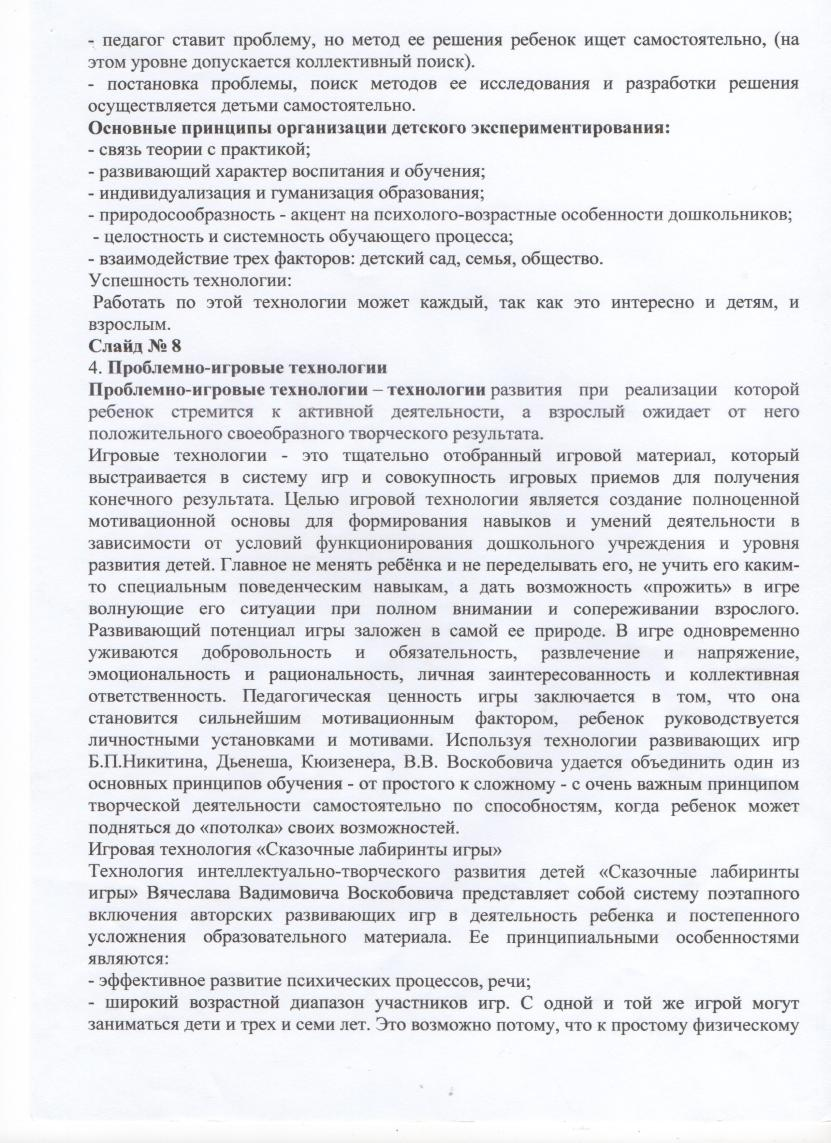 - педагог ставит проблему, но метод ее решения ребенок ищет самостоятельно, (на
этом уровне допускается коллективный поиск).
- постановка проблемы, поиск методов ее исследования и разработки решения
осуществляется детьми самостоятельно.
Основные принципы организации детского экспериментирования:
- связь теории с практикой;
- развивающий характер воспитания и обучения;
- индивидуализация и гуманизация образования;
- природосообразность - акцент на психолого-возрастные особенности дошкольников;
- целостность и системность обучающего процесса;
- взаимодействие трех факторов: детский сад, семья, общество.
Успешность технологии:
Работать по этой технологии может каждый, так как это интересно и детям, и
взрослым.
Слайд № 8
4. Проблемно-игровые технологии
Проблемно-игровые технологии – технологии развития при реализации которой
ребенок стремится к активной деятельности, а взрослый ожидает от него
положительного своеобразного творческого результата.
Игровые технологии - это тщательно отобранный игровой материал, который
выстраивается в систему игр и совокупность игровых приемов для получения
конечного результата. Целью игровой технологии является создание полноценной
мотивационной основы для формирования навыков и умений деятельности в
зависимости от условий функционирования дошкольного учреждения и уровня
развития детей. Главное не менять ребёнка и не переделывать его, не учить его каким-
то специальным поведенческим навыкам, а дать возможность «прожить» в игре
волнующие его ситуации при полном внимании и сопереживании взрослого.
Развивающий потенциал игры заложен в самой ее природе. В игре одновременно
уживаются добровольность и обязательность, развлечение и напряжение,
эмоциональность и рациональность, личная заинтересованность и коллективная
ответственность. Педагогическая ценность игры заключается в том, что она
становится сильнейшим мотивационным фактором, ребенок руководствуется
личностными установками и мотивами. Используя технологии развивающих игр
Б.П.Никитина, Дьенеша, Кюизенера, В.В. Воскобовича удается объединить один из
основных принципов обучения - от простого к сложному - с очень важным принципом
творческой деятельности самостоятельно по способностям, когда ребенок может
подняться до «потолка» своих возможностей.
Игровая технология «Сказочные лабиринты игры»
Технология интеллектуально-творческого развития детей «Сказочные лабиринты
игры» Вячеслава Вадимовича Воскобовича представляет собой систему поэтапного
включения авторских развивающих игр в деятельность ребенка и постепенного
усложнения образовательного материала. Ее принципиальными особенностями
являются:
- эффективное развитие психических процессов, речи;
- широкий возрастной диапазон участников игр. С одной и той же игрой могут
заниматься дети и трех и семи лет. Это возможно потому, что к простому физическому